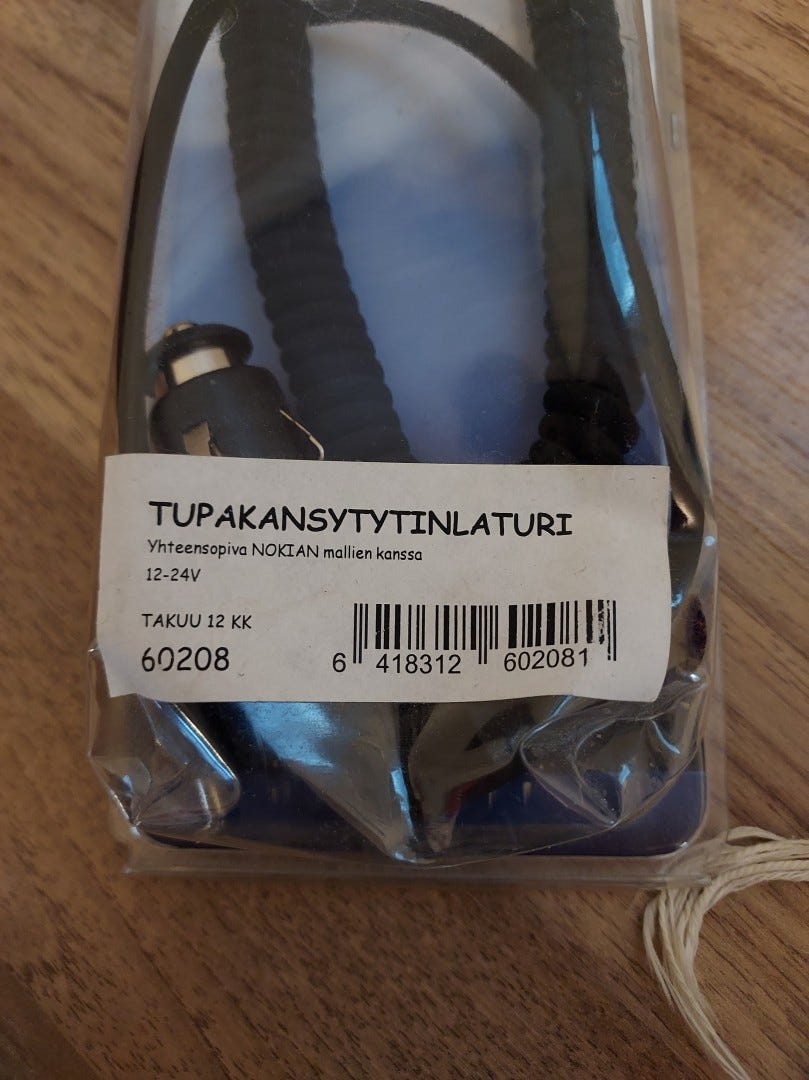 TUPAKANSYTYTINLATURI
Yhteensopiva NOKIAN mallien kanssa
12-24V
TAKUU 12 KK
60208
6 418312 602081